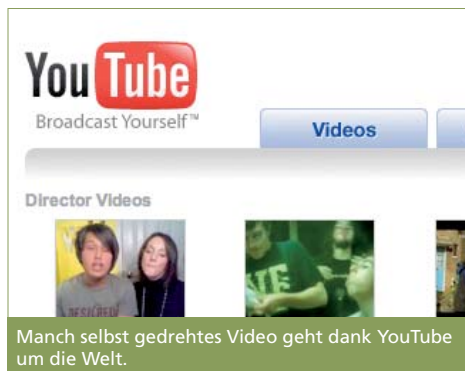 You Tube
Broadcast Yourself™
Videos
Director Videos
Manch selbst gedrehtes Video geht dank YouTube
um die Welt.